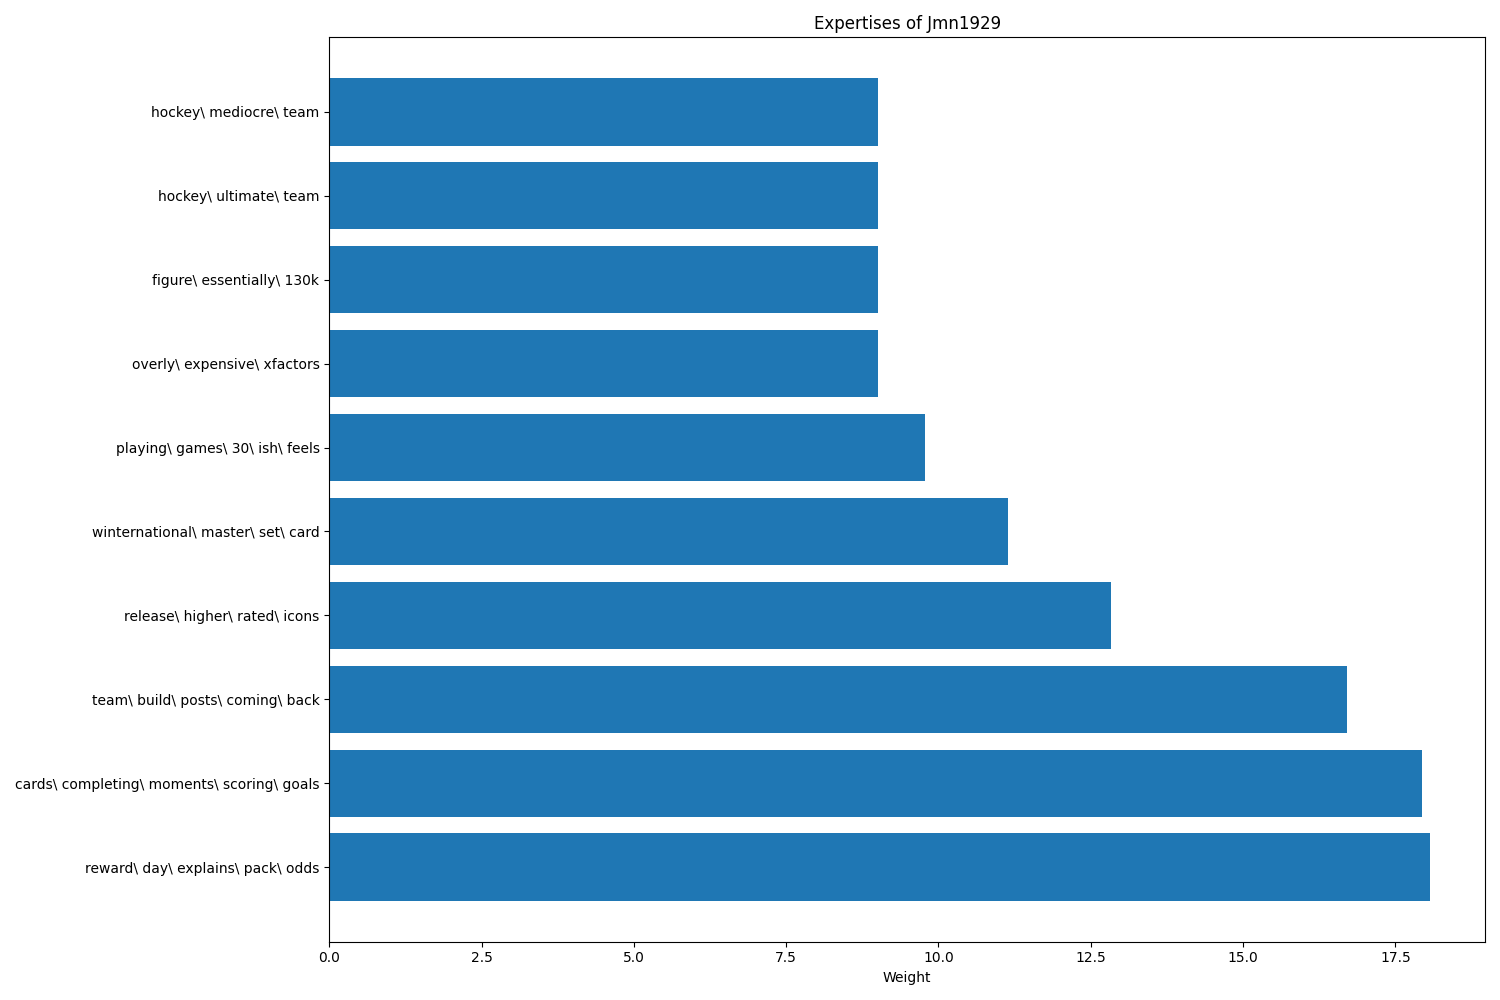 Expertises of Jmn1929
hockey\ mediocre\ team
hockey\ ultimate\ team
figure\ essentially\ 130k
overly\ expensive\ xfactors
playing\ games\ 30\ ish\ feels
winternational\ master\ set\ card
release\ higher\ rated\ icons
team\ build\ posts\ coming\ back
cards\ completing\ moments\ scoring\ goals
reward\ day\ explains\ pack\ odds
0.0 2.5 5.0 7.5 10.0 12.5 15.0 17.5
Weight